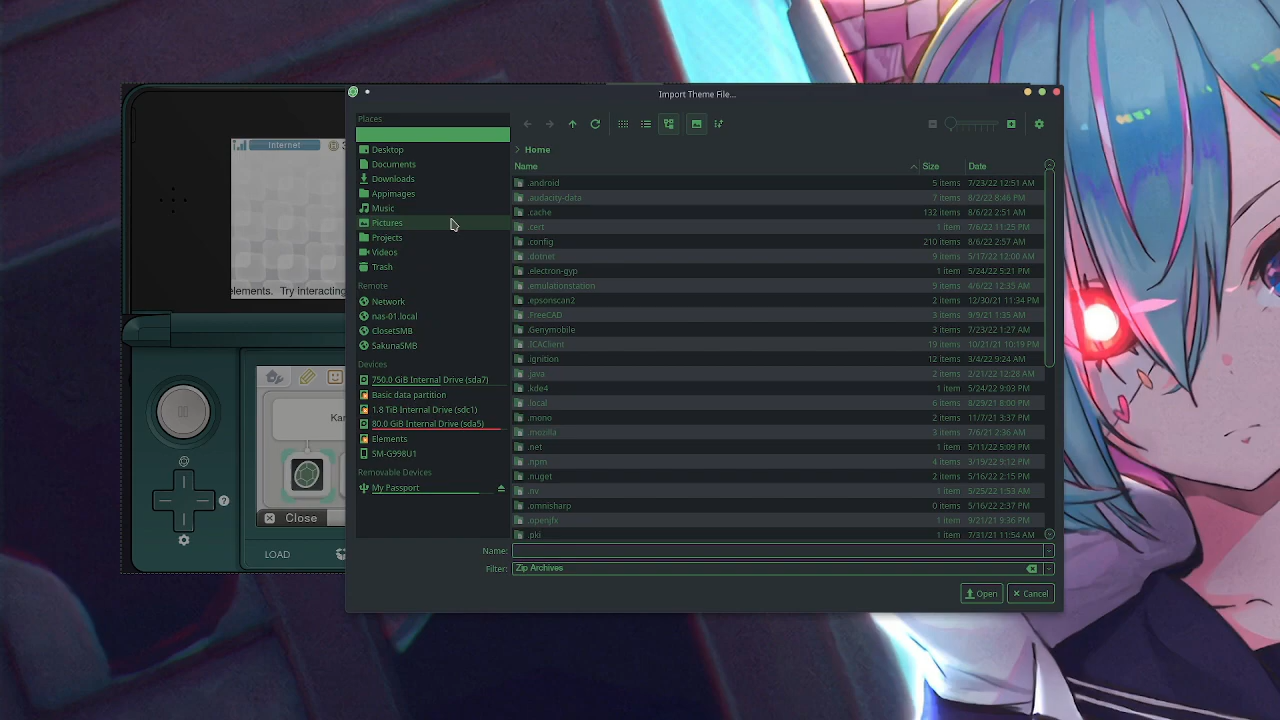 Import Theme File...
Places
Desktop
Documents
Downloads
Appimages
Music
Pictures
Projects
Videos
Trash
Remote
Network
nas-01.local
ClosetSMB
SakunaSMB
Devices
750.0 GiB Internal Drive (sda7)
Basic data partition
1.8 TiB Internal Drive (sdc1)
80.0 GiB Internal Drive (sda5)
Elements
SM-G998U1
Removable Devices
My Passport
Home
Name Size Date
.android 5 items 7/23/22 12:51 AM
.audacity-data 7 items 8/2/22 8:46 PM
.cache 132 items 8/6/22 2:51 AM
.cert 1 item 7/6/22 11:25 PM
.config 210 items 8/6/22 2:57 AM
.dotnet 9 items 5/17/22 12:00 AM
.electron-gyp 1 item 5/24/22 5:21 PM
.emulationstation 9 items 4/6/22 12:35 AM
.epsonscan2 2 items 12/30/21 11:34 PM
.FreeCAD 3 items 9/9/21 1:35 AM
.Genymobile 3 items 7/23/22 1:27 AM
.ICAClient 19 items 10/21/21 10:19 PM
.ignition 12 items 3/4/22 9:24 AM
.java 2 items 2/21/22 12:28 AM
.kde4 1 item 5/24/22 9:03 PM
.local 6 items 8/29/21 8:00 PM
.mono 2 items 11/7/21 3:37 PM
.mozilla 3 items 7/6/21 2:36 AM
.net 1 item 5/11/22 5:09 PM
.npm 4 items 3/19/22 9:12 PM
.nuget 2 items 5/16/22 2:15 PM
.nv 1 item 5/25/22 1:53 AM
.omnisharp 0 items 5/16/22 2:37 PM
.openjfx 1 item 9/21/21 9:36 PM
.pki 1 item 7/31/21 11:54 AM
Name:
Filter: Zip Archives
Open Cancel
Internet
elements. Try interacting
Close
LOAD